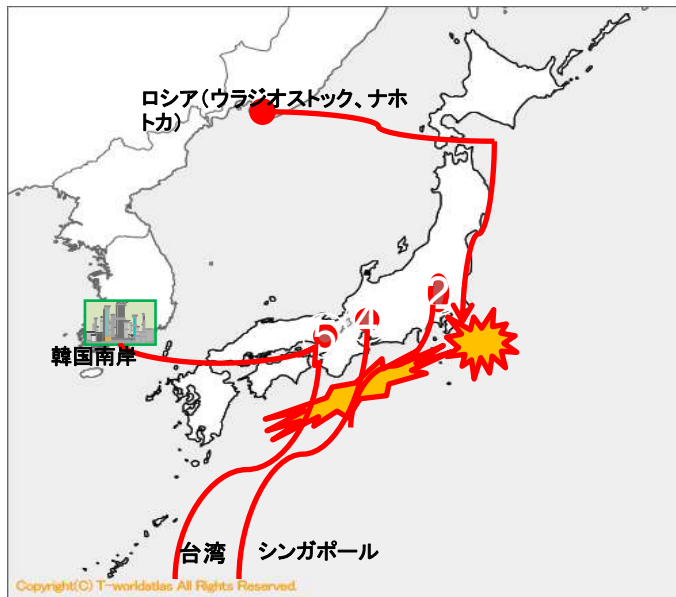 ロシア(ウラジオストック、ナホ
トカ)
2
4
5
韓国南岸
台湾
シンガポール
Copyright(C) T-worldatlas All Rights Reserved.